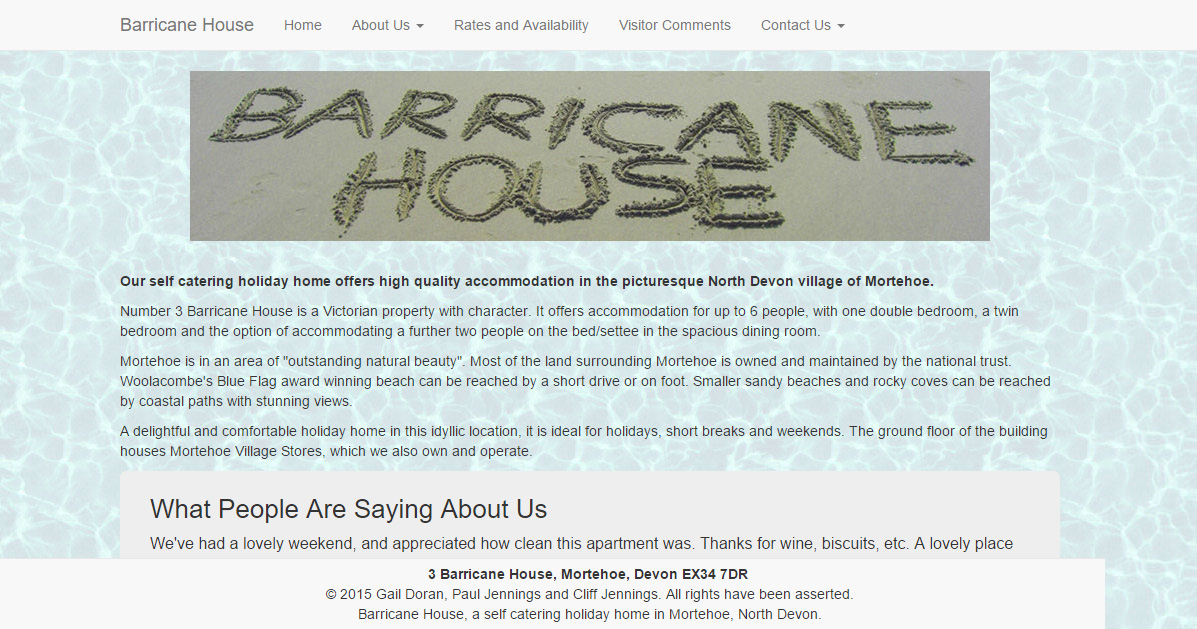 Barricane House Home About Us Rates and Availability Visitor Comments Contact Us
BARRICANE
HOUSE
Our self catering holiday home offers high quality accommodation in the picturesque North Devon village of Mortehoe.
Number 3 Barricane House is a Victorian property with character. It offers accommodation for up to 6 people, with one double bedroom, a twin
bedroom and the option of accommodating a further two people on the bed/settee in the spacious dining room.
Mortehoe is in an area of "outstanding natural beauty". Most of the land surrounding Mortehoe is owned and maintained by the national trust.
Woolacombe's Blue Flag award winning beach can be reached by a short drive or on foot. Smaller sandy beaches and rocky coves can be reached
by coastal paths with stunning views.
A delightful and comfortable holiday home in this idyllic location, it is ideal for holidays, short breaks and weekends. The ground floor of the building
houses Mortehoe Village Stores, which we also own and operate.
What People Are Saying About Us
We've had a lovely weekend, and appreciated how clean this apartment was. Thanks for wine, biscuits, etc. A lovely place
3 Barricane House, Mortehoe, Devon EX34 7DR
© 2015 Gail Doran, Paul Jennings and Cliff Jennings. All rights have been asserted.
Barricane House, a self catering holiday home in Mortehoe, North Devon.